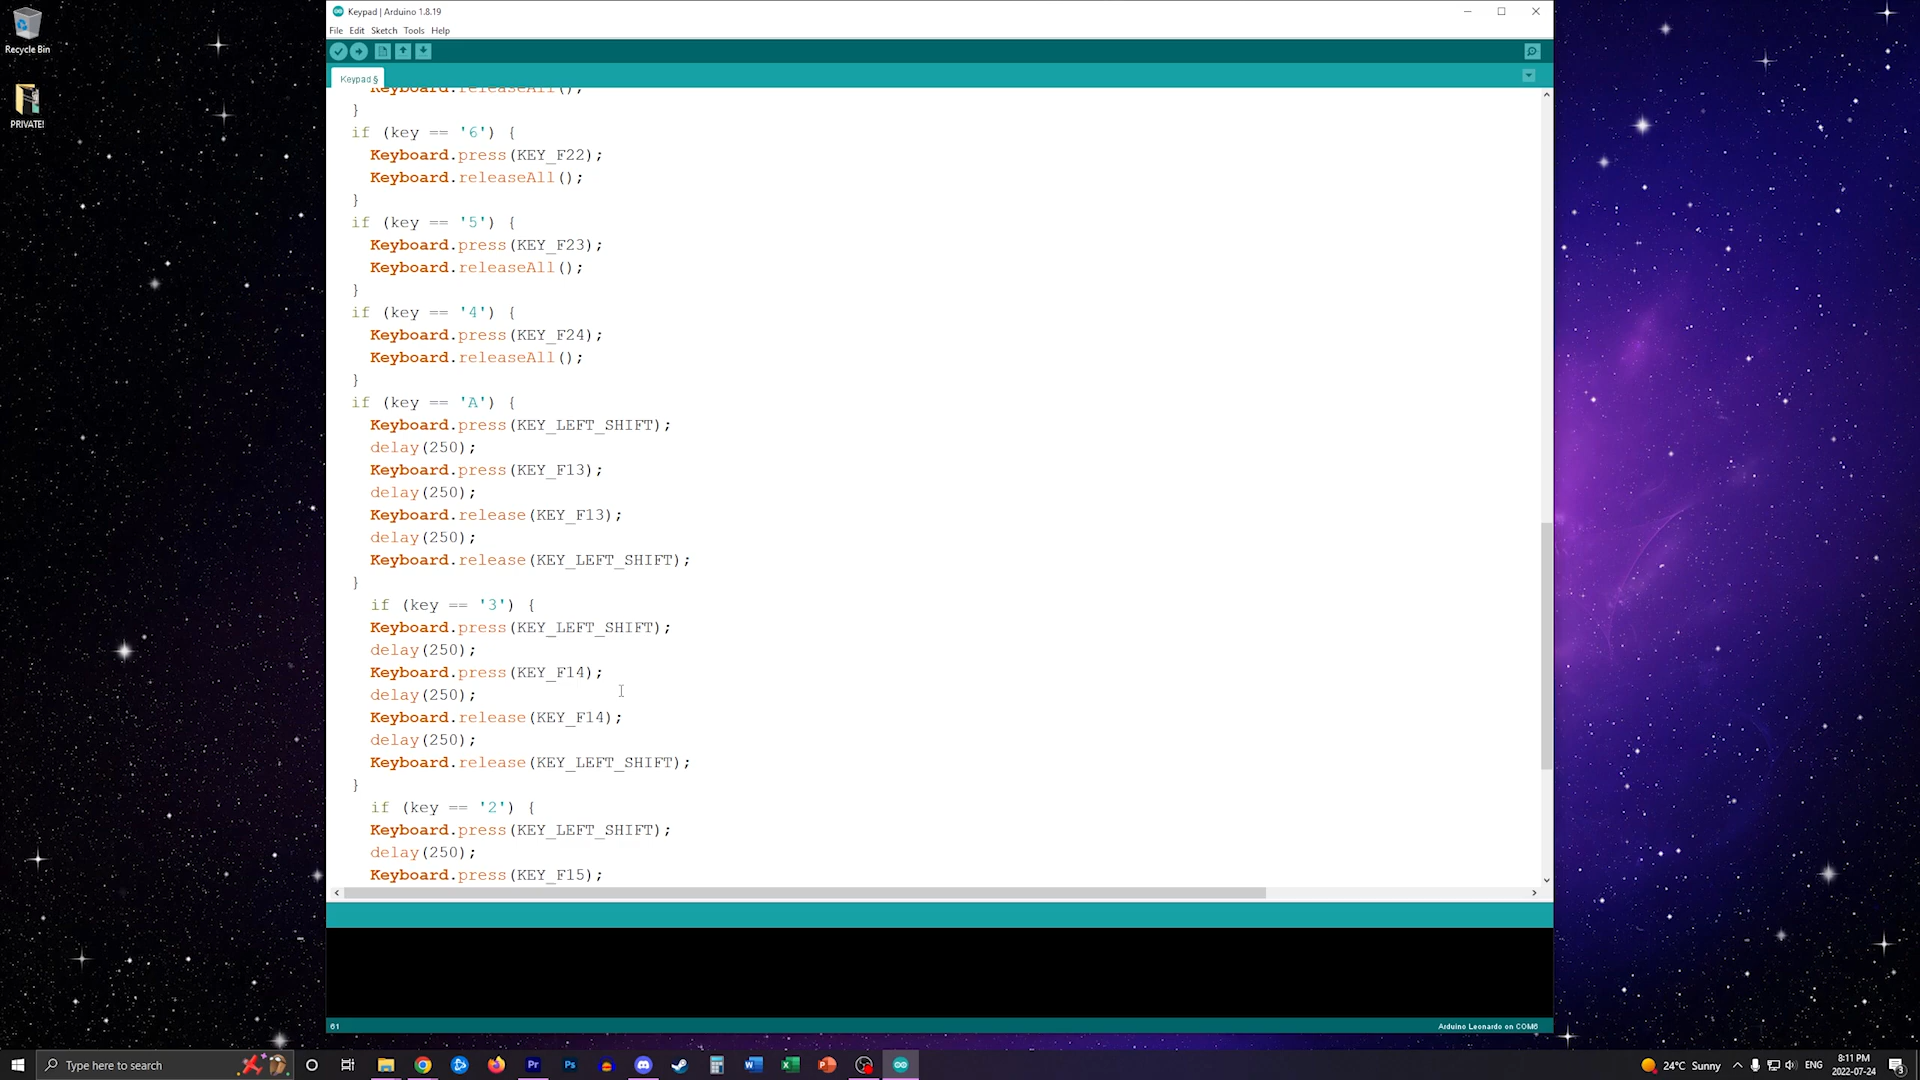 Keypad | Arduino 1.8.19
File Edit Sketch Tools Help
Keypad §
Keyboard.releaseAll();
}
if (key == '6') {
Keyboard.press(KEY_F22);
Keyboard.releaseAll();
}
if (key == '5') {
Keyboard.press(KEY_F23);
Keyboard.releaseAll();
}
if (key == '4') {
Keyboard.press(KEY_F24);
Keyboard.releaseAll();
}
if (key == 'A') {
Keyboard.press(KEY_LEFT_SHIFT);
delay(250);
Keyboard.press(KEY_F13);
delay(250);
Keyboard.release(KEY_F13);
delay(250);
Keyboard.release(KEY_LEFT_SHIFT);
}
if (key == '3') {
Keyboard.press(KEY_LEFT_SHIFT);
delay(250);
Keyboard.press(KEY_F14);
delay(250);
Keyboard.release(KEY_F14);
delay(250);
Keyboard.release(KEY_LEFT_SHIFT);
}
if (key == '2') {
Keyboard.press(KEY_LEFT_SHIFT);
delay(250);
Keyboard.press(KEY_F15);
61
Arduino Leonardo on COM6
Recycle Bin
PRIVATE!
Type here to search
Pr
Ps
24°C Sunny
ENG
8:11 PM
2022-07-24
3